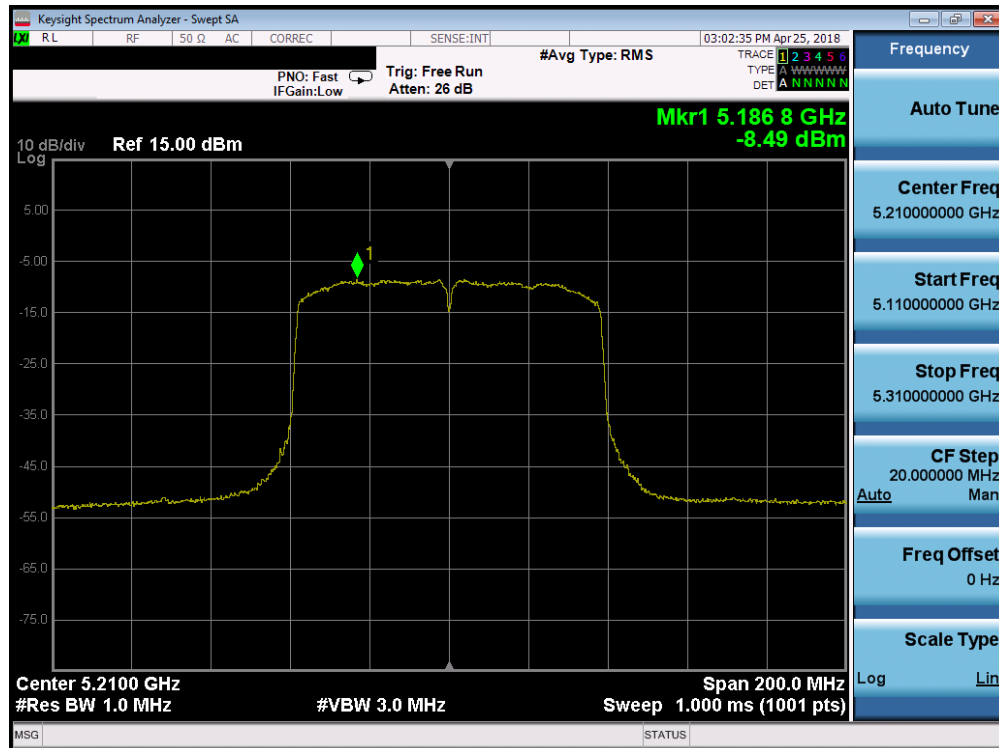 Keysight Spectrum Analyzer - Swept SA
LXI RL RF 50 Ω AC CORREC SENSE:INT 03:02:35 PM Apr 25, 2018
#Avg Type: RMS TRACE 1 2 3 4 5 6
PNO: Fast Trig: Free Run TYPE A WWWWW
IFGain:Low Atten: 26 dB DET A N N N N N
Mkr1 5.186 8 GHz
-8.49 dBm
10 dB/div Ref 15.00 dBm
Log
5.00
-5.00
1
-15.0
-25.0
-35.0
-45.0
-55.0
-65.0
-75.0
Center 5.2100 GHz Span 200.0 MHz
#Res BW 1.0 MHz #VBW 3.0 MHz Sweep 1.000 ms (1001 pts)
MSG STATUS
Frequency
Auto Tune
Center Freq
5.210000000 GHz
Start Freq
5.110000000 GHz
Stop Freq
5.310000000 GHz
CF Step
20.000000 MHz
Auto Man
Freq Offset
0 Hz
Scale Type
Log Lin